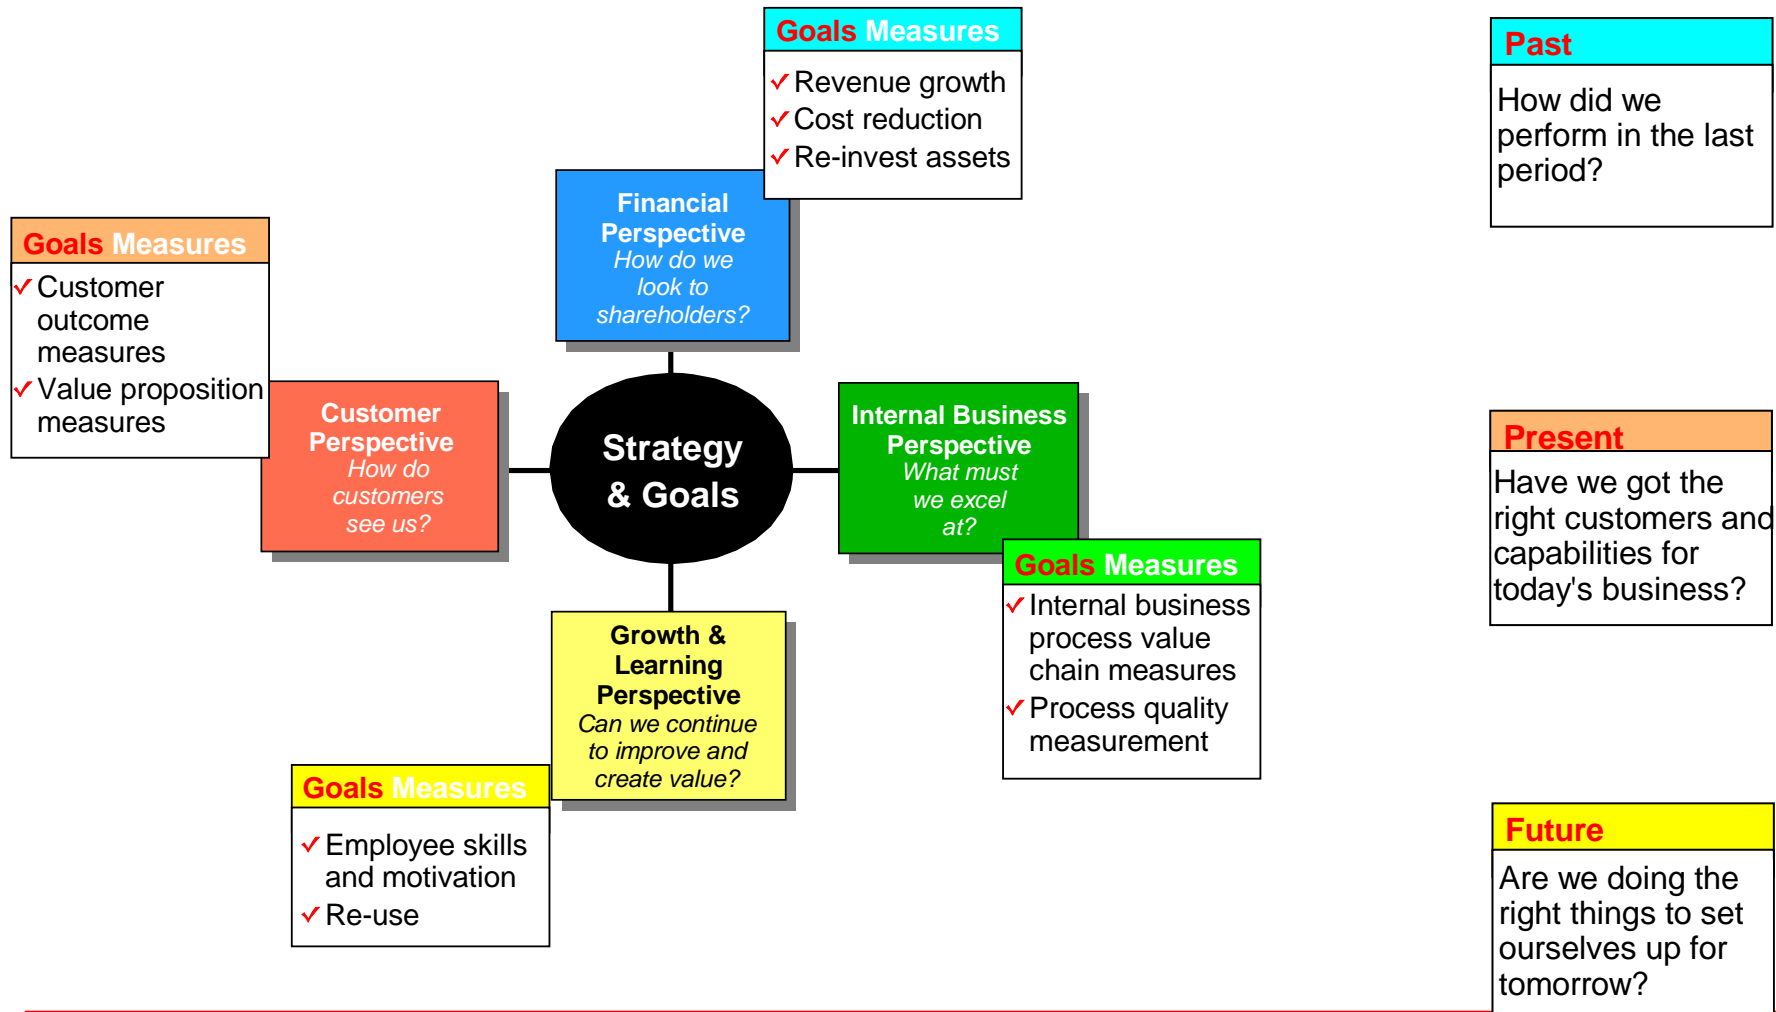 Goals Measures
Revenue growth
Cost reduction
Re-invest assets
Past
How did we
perform in the last
period?
Financial
Perspective
How do we
look to
shareholders?
Goals Measures
Customer
outcome
measures
Value proposition
measures
Customer
Perspective
How do
customers
see us?
Strategy
& Goals
Internal Business
Perspective
What must
we excel
at?
Present
Have we got the
right customers and
capabilities for
today's business?
Goals Measures
Internal business
process value
chain measures
Process quality
measurement
Growth &
Learning
Perspective
Can we continue
to improve and
create value?
Goals Measures
Employee skills
and motivation
Re-use
Future
Are we doing the
right things to set
ourselves up for
tomorrow?